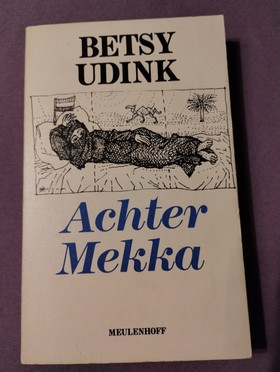 BETSY
UDINK
Achter
Mekka
MEULENHOFF